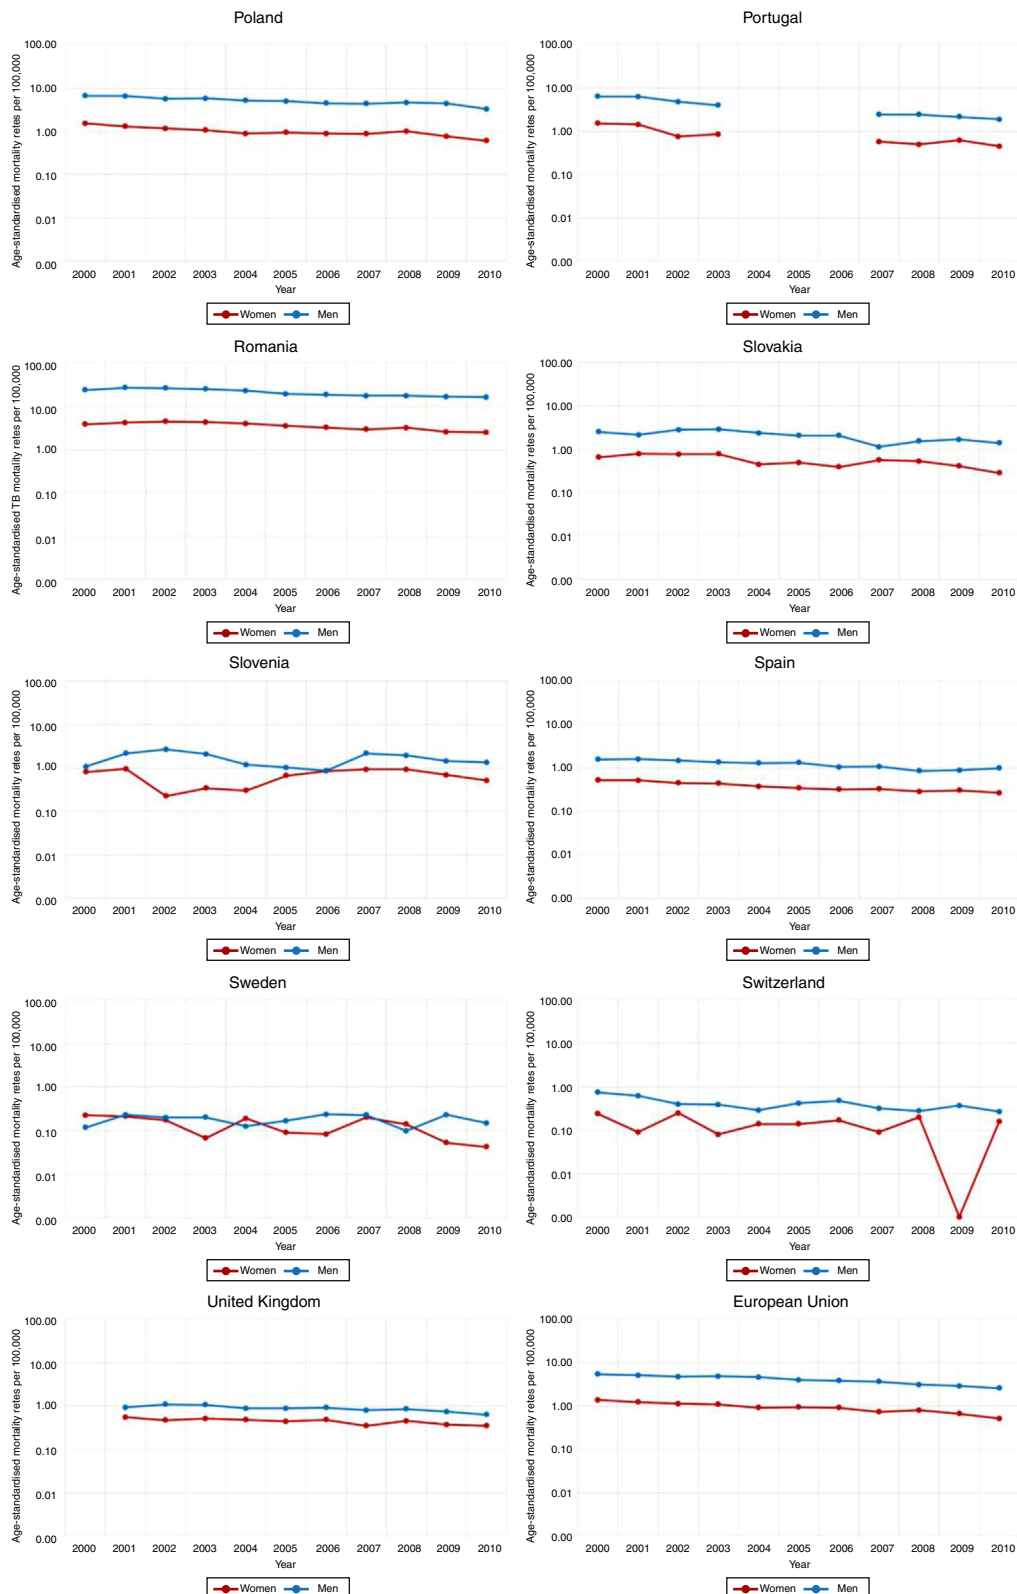 Poland
Age-standardised mortality retes per 100,000
100.00
10.00
1.00
0.10
0.01
0.00
2000 2001 2002 2003 2004 2005 2006 2007 2008 2009 2010
Year
Women Men
Portugal
Age-standardised mortality retes per 100,000
100.00
10.00
1.00
0.10
0.01
0.00
2000 2001 2002 2003 2004 2005 2006 2007 2008 2009 2010
Year
Women Men
Romania
Age-standardised TB mortality retes per 100,000
100.00
10.00
1.00
0.10
0.01
0.00
2000 2001 2002 2003 2004 2005 2006 2007 2008 2009 2010
Year
Women Men
Slovakia
Age-standardised mortality retes per 100,000
100.00
10.00
1.00
0.10
0.01
0.00
2000 2001 2002 2003 2004 2005 2006 2007 2008 2009 2010
Year
Women Men
Slovenia
Age-standardised mortality retes per 100,000
100.00
10.00
1.00
0.10
0.01
0.00
2000 2001 2002 2003 2004 2005 2006 2007 2008 2009 2010
Year
Women Men
Spain
Age-standardised mortality retes per 100,000
100.00
10.00
1.00
0.10
0.01
0.00
2000 2001 2002 2003 2004 2005 2006 2007 2008 2009 2010
Year
Women Men
Sweden
Age-standardised mortality retes per 100,000
100.00
10.00
1.00
0.10
0.01
0.00
2000 2001 2002 2003 2004 2005 2006 2007 2008 2009 2010
Year
Women Men
Switzerland
Age-standardised mortality retes per 100,000
100.00
10.00
1.00
0.10
0.01
0.00
2000 2001 2002 2003 2004 2005 2006 2007 2008 2009 2010
Year
Women Men
United Kingdom
Age-standardised mortality retes per 100,000
100.00
10.00
1.00
0.10
0.01
0.00
2000 2001 2002 2003 2004 2005 2006 2007 2008 2009 2010
Year
Women Men
European Union
Age-standardised mortality retes per 100,000
100.00
10.00
1.00
0.10
0.01
0.00
2000 2001 2002 2003 2004 2005 2006 2007 2008 2009 2010
Year
Women Men